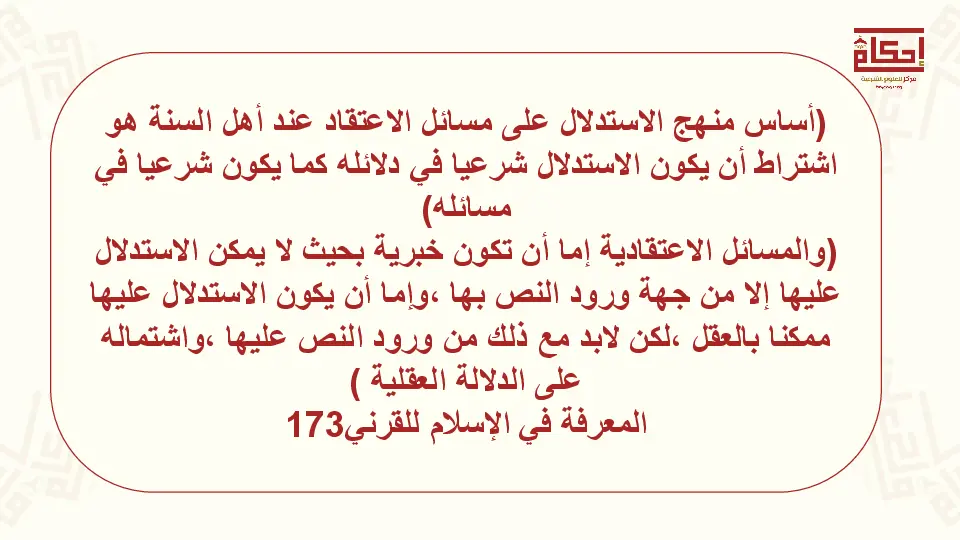 إحكام
مركز للعلوم الشرعية
(أساس منهج الاستدلال على مسائل الاعتقاد عند أهل السنة هو
اشتراط أن يكون الاستدلال شرعيا في دلائله كما يكون شرعيا في
مسائله)
(والمسائل الاعتقادية إما أن تكون خبرية بحيث لا يمكن الاستدلال
عليها إلا من جهة ورود النص بها ،وإما أن يكون الاستدلال عليها
ممكنا بالعقل ،لكن لابد مع ذلك من ورود النص عليها ،واشتماله
على الدلالة العقلية )
المعرفة في الإسلام للقرني173